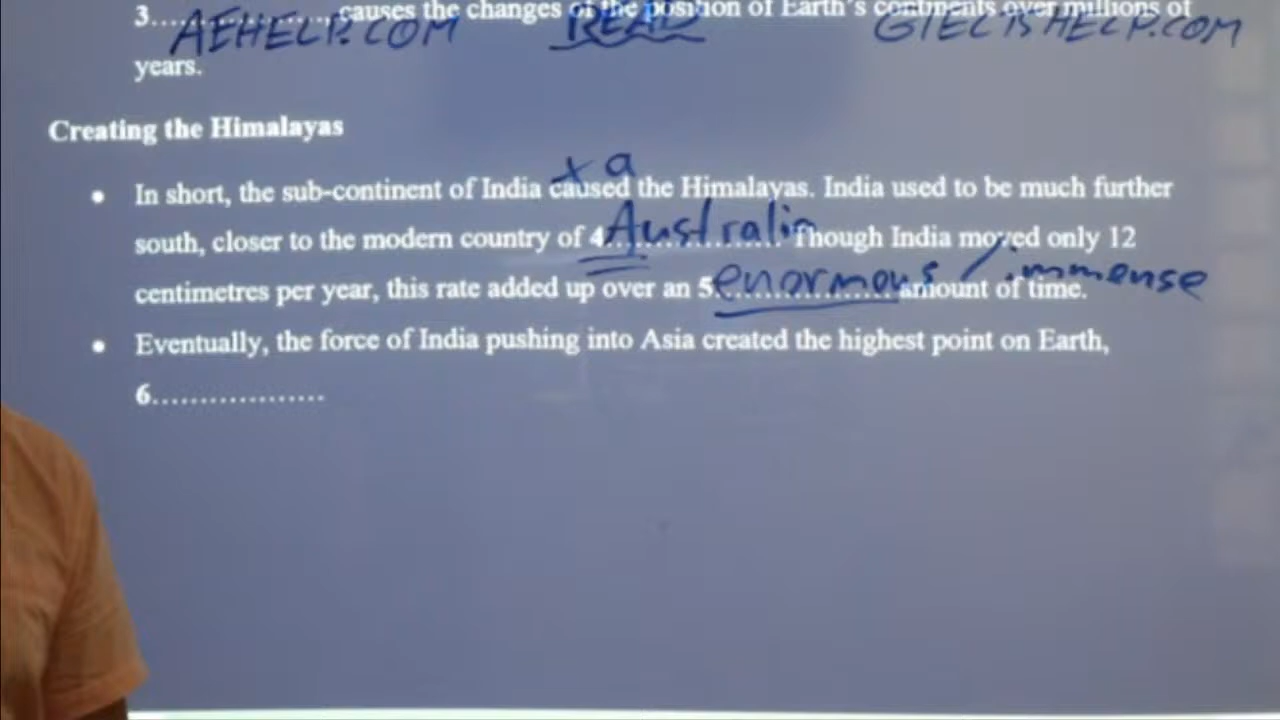 3....................causes the changes of the position of Earth's continents over millions of
AEHELP.COM READ GIELTSHELP.COM
years.
Creating the Himalayas
x a
• In short, the sub-continent of India caused the Himalayas. India used to be much further
south, closer to the modern country of 4 Australia Though India moved only 12
centimetres per year, this rate added up over an 5 enormous / immense amount of time.
• Eventually, the force of India pushing into Asia created the highest point on Earth,
6..................